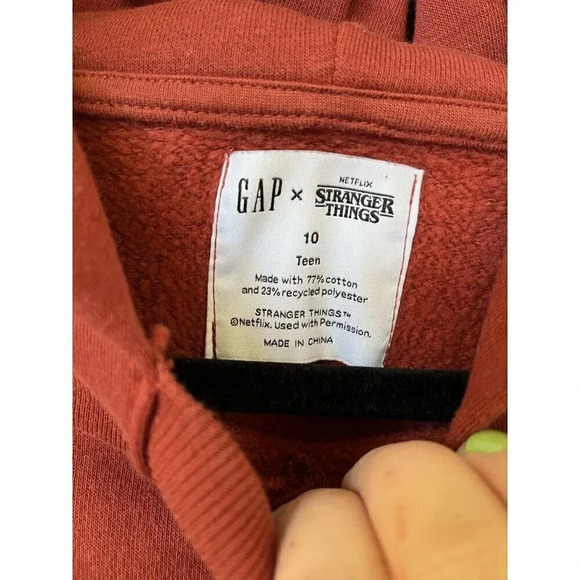 NETFLIX
GAP × STRANGER THINGS
10
Teen
Made with 77% cotton
and 23% recycled polyester
STRANGER THINGS™
©Netflix. Used with Permission.
MADE IN CHINA